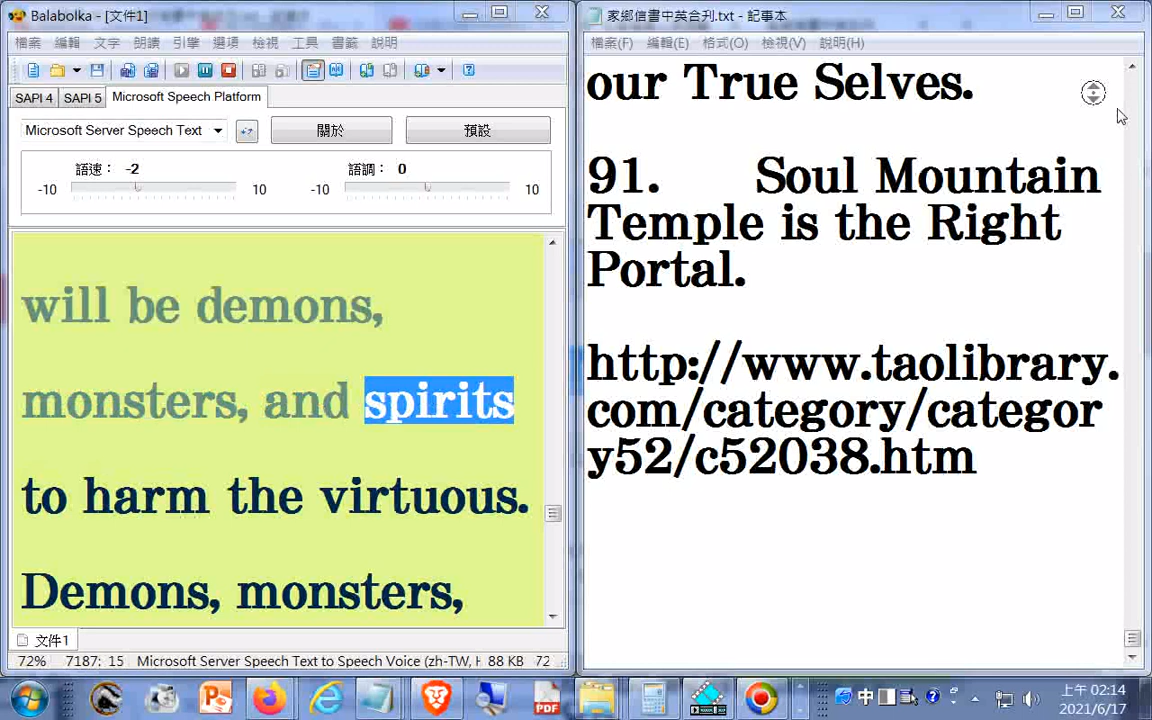 Balabolka - [文件1]
檔案 編輯 文字 朗讀 引擎 選項 檢視 工具 書籤 說明
SAPI 4 SAPI 5 Microsoft Speech Platform
Microsoft Server Speech Text 關於 預設
語速： -2 語調： 0
-10 10 -10 10
will be demons,
monsters, and spirits
to harm the virtuous.
Demons, monsters,
文件1
72% 7187: 15 Microsoft Server Speech Text to Speech Voice (zh-TW, H 88 KB 72
家鄉信書中英合刋.txt - 記事本
檔案(F) 編輯(E) 格式(O) 檢視(V) 說明(H)
our True Selves.
91. Soul Mountain
Temple is the Right
Portal.
http://www.taolibrary.
com/category/categor
y52/c52038.htm
PDF
中
上午 02:14
2021/6/17